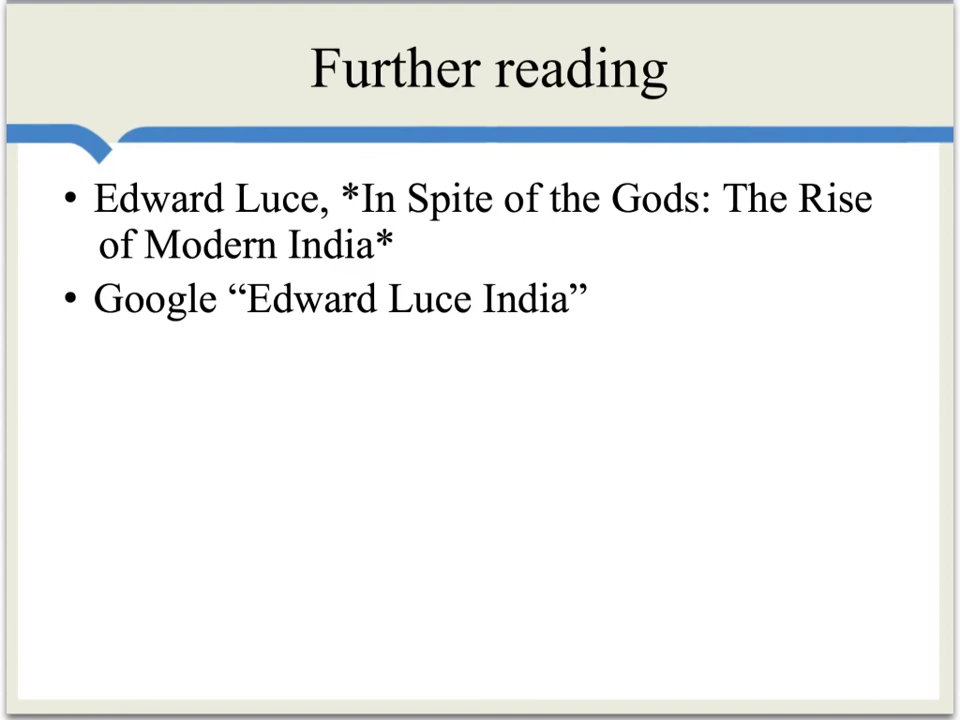 Further reading
• Edward Luce, *In Spite of the Gods: The Rise
of Modern India*
• Google “Edward Luce India”